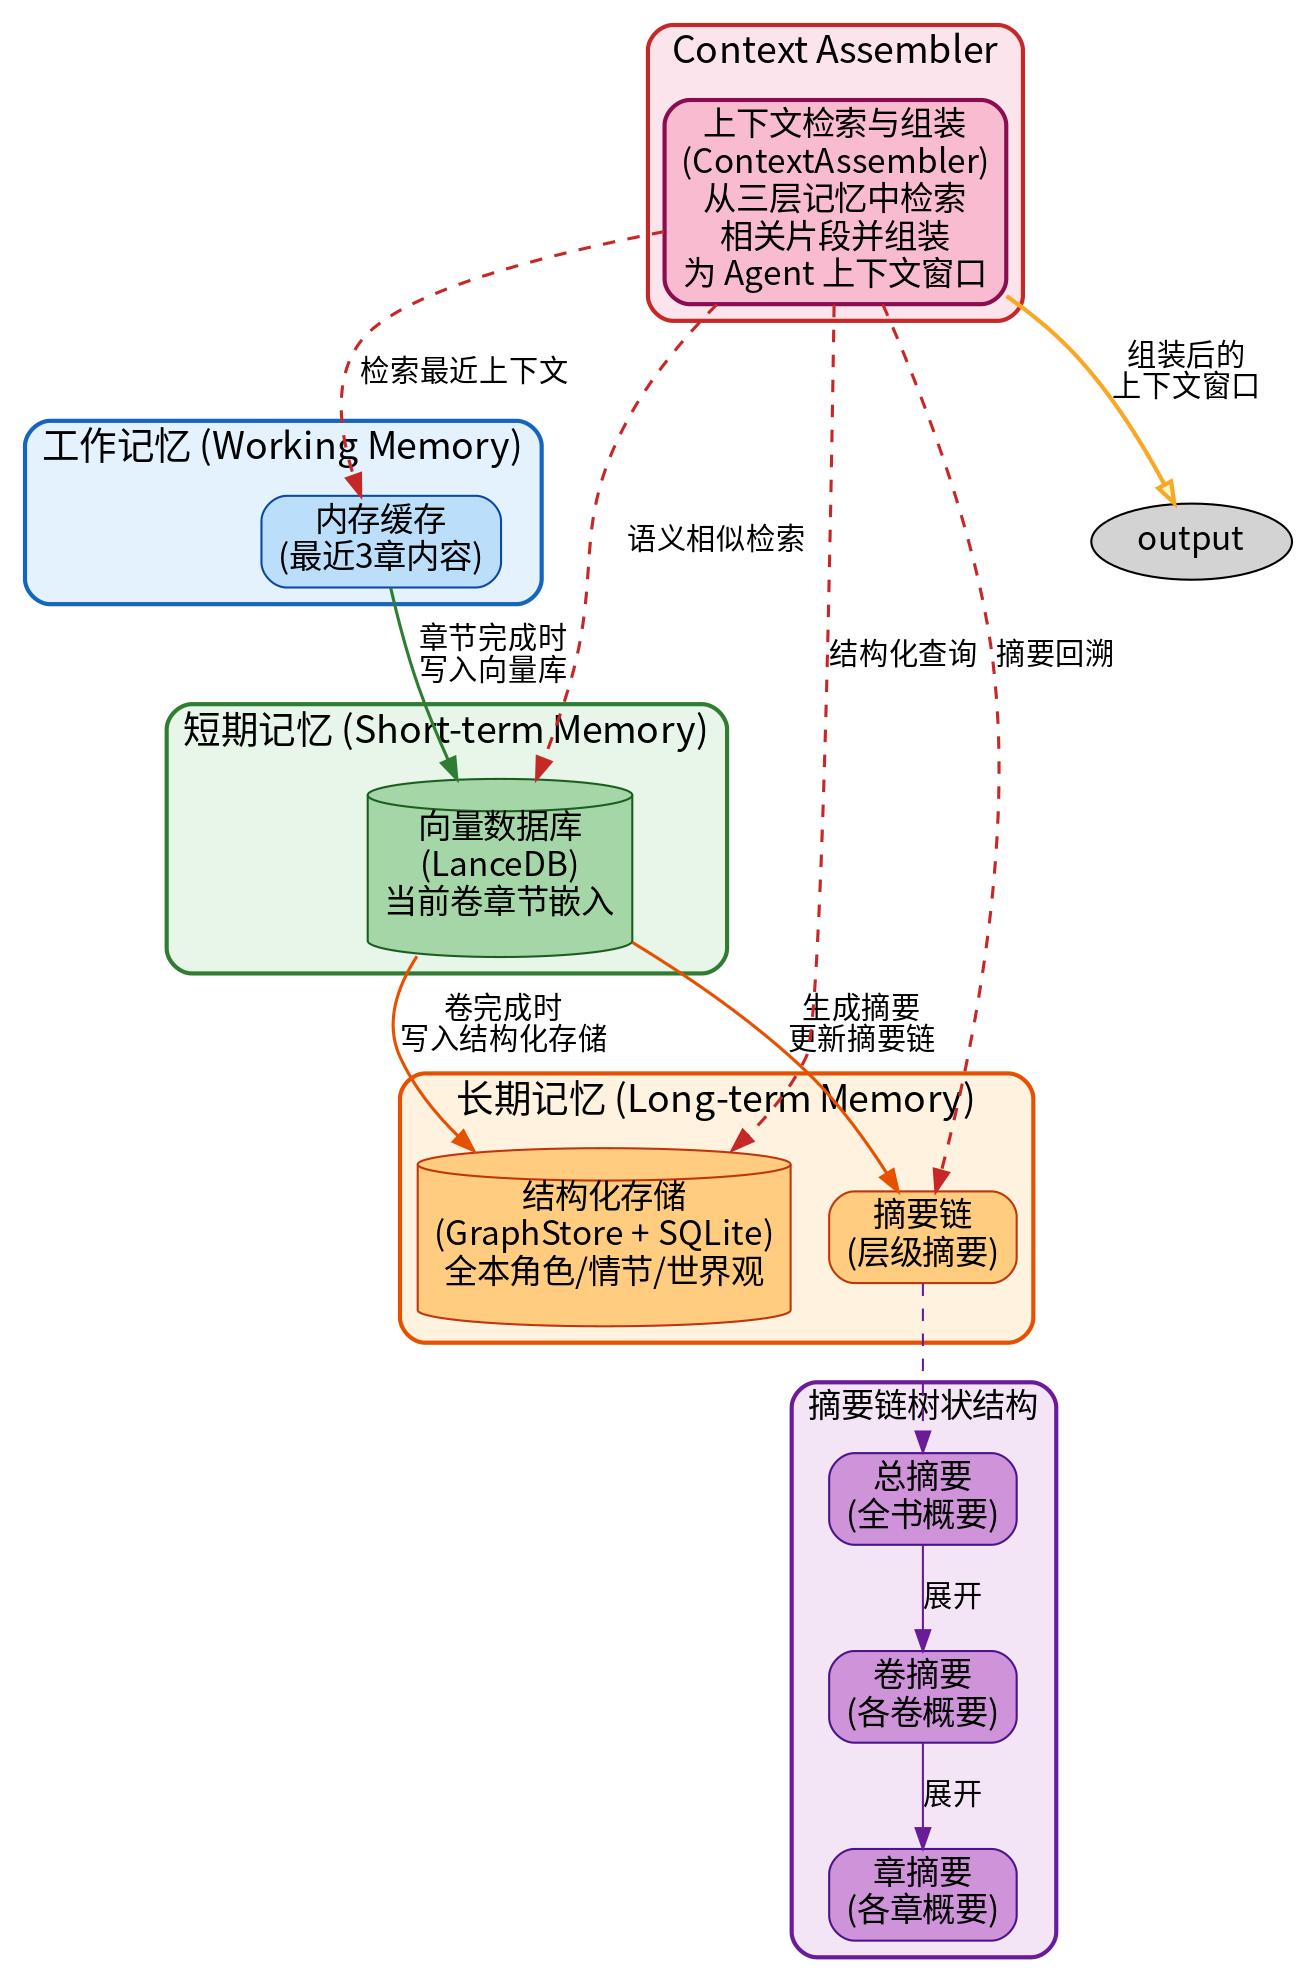 Context Assembler
上下文检索与组装
(ContextAssembler)
从三层记忆中检索
相关片段并组装
为 Agent 上下文窗口
组装后的
上下文窗口
检索最近上下文
工作记忆 (Working Memory)
内存缓存
(最近3章内容)
output
语义相似检索
章节完成时
写入向量库
结构化查询
摘要回溯
短期记忆 (Short-term Memory)
向量数据库
(LanceDB)
当前卷章节嵌入
卷完成时
写入结构化存储
生成摘要
更新摘要链
长期记忆 (Long-term Memory)
结构化存储
(GraphStore + SQLite)
全本角色/情节/世界观
摘要链
(层级摘要)
摘要链树状结构
总摘要
(全书概要)
展开
卷摘要
(各卷概要)
展开
章摘要
(各章概要)